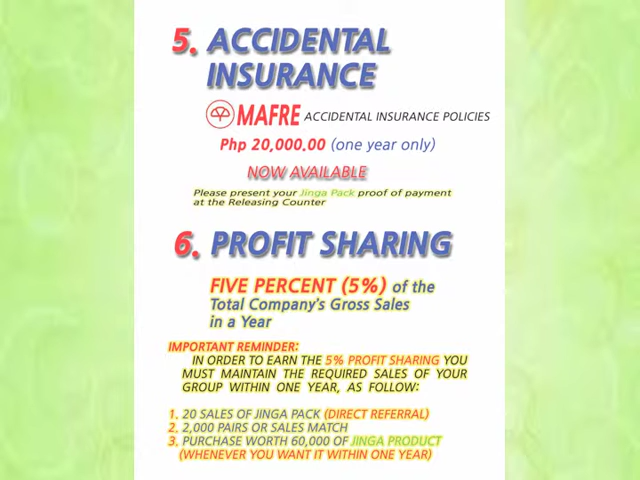 5. ACCIDENTAL
INSURANCE
MAFRE ACCIDENTAL INSURANCE POLICIES
Php 20,000.00 (one year only)
NOW AVAILABLE
Please present your Jinga Pack proof of payment
at the Releasing Counter
6. PROFIT SHARING
FIVE PERCENT (5%) of the
Total Company's Gross Sales
in a Year
IMPORTANT REMINDER:
IN ORDER TO EARN THE 5% PROFIT SHARING YOU
MUST MAINTAIN THE REQUIRED SALES OF YOUR
GROUP WITHIN ONE YEAR, AS FOLLOW:
1. 20 SALES OF JINGA PACK (DIRECT REFERRAL)
2. 2,000 PAIRS OR SALES MATCH
3. PURCHASE WORTH 60,000 OF JINGA PRODUCT
(WHENEVER YOU WANT IT WITHIN ONE YEAR)